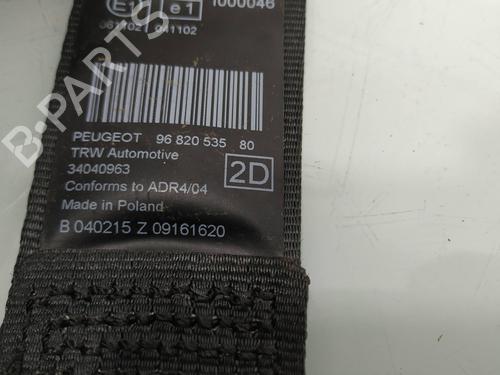 E1 e1 1000046
041102
PEUGEOT 96 820 535 80
TRW Automotive
34040963
2D
Conforms to ADR4/04
Made in Poland
B 040215 Z 09161620
B-PARTS